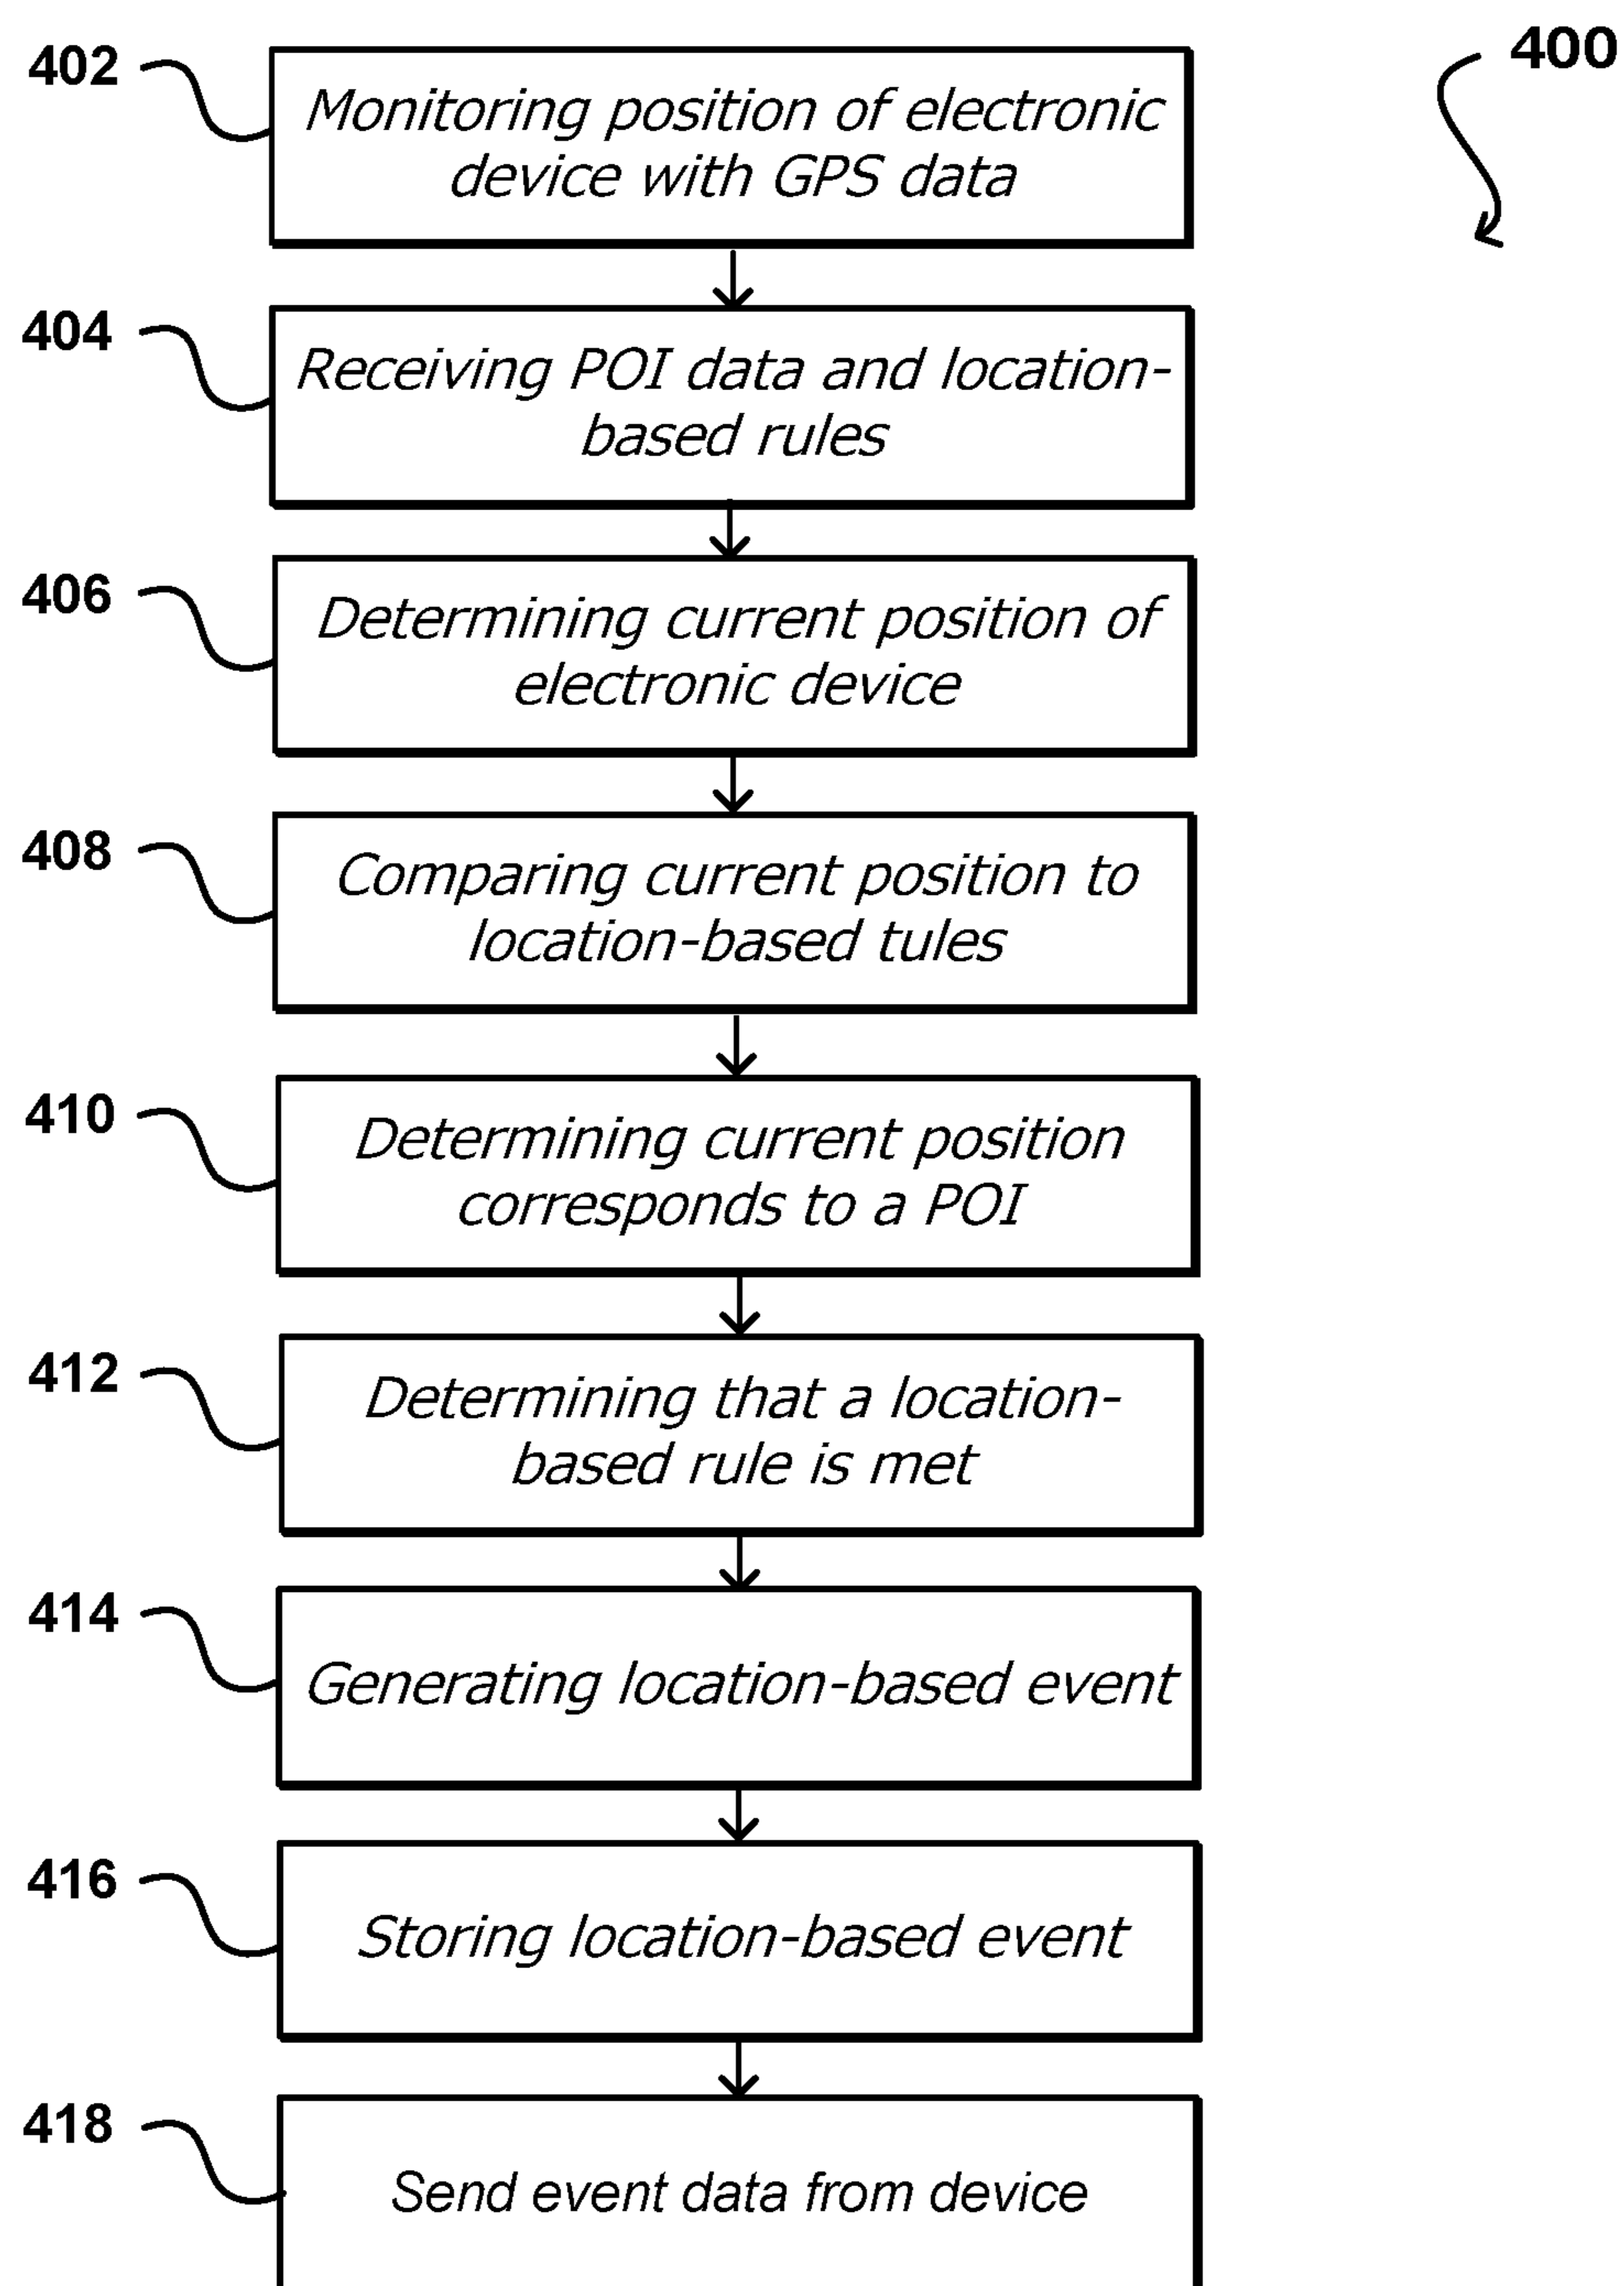 400
402
Monitoring position of electronic
device with GPS data
404
Receiving POI data and location-
based rules
406
Determining current position of
electronic device
408
Comparing current position to
location-based tules
410
Determining current position
corresponds to a POI
412
Determining that a location-
based rule is met
414
Generating location-based event
416
Storing location-based event
418
Send event data from device